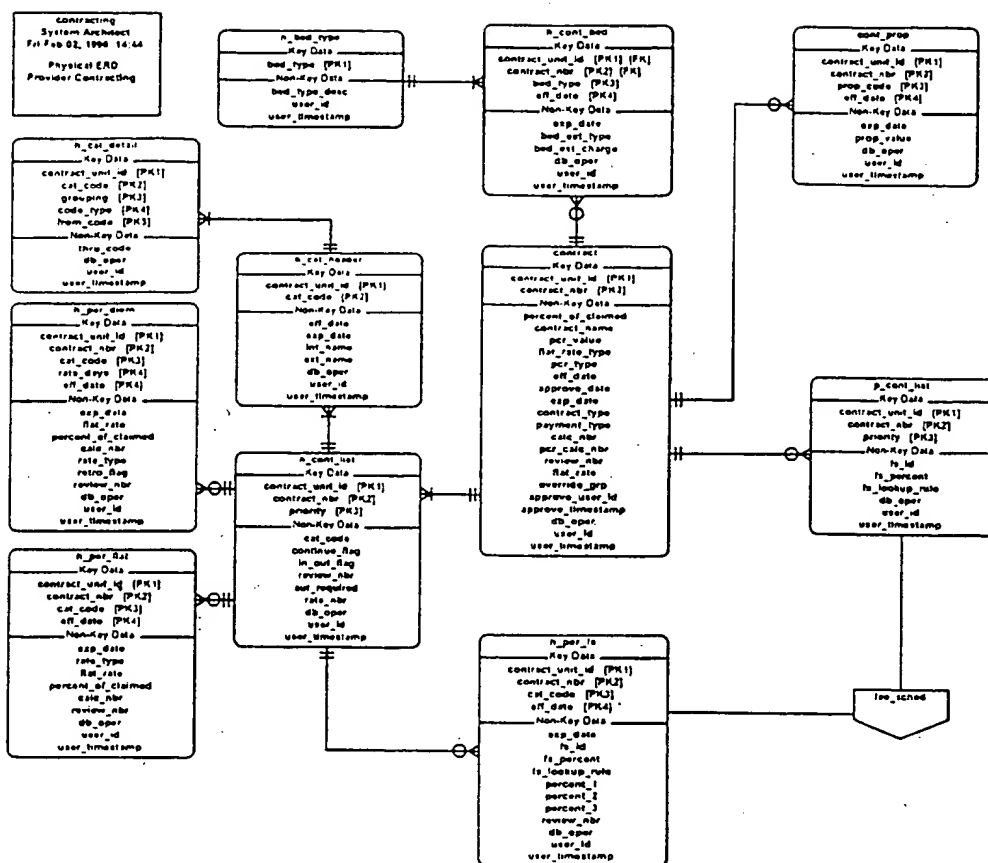 contracting
System Architect
Fri Feb 02, 1996 14:44
Physical ERD
Provider Contracting
h_bed_type
Key Data
bed_type [PK1]
Non-Key Data
bed_type_desc
user_id
user_timestamp
h_cont_bed
Key Data
contract_unit_id [PK1] [FK]
contract_nbr [PK2] [FK]
bed_type [PK3]
eff_date [PK4]
Non-Key Data
exp_date
bed_est_type
bed_est_charge
db_oper
user_id
user_timestamp
cont_prop
Key Data
contract_unit_id [PK1]
contract_nbr [PK2]
prop_code [PK3]
eff_date [PK4]
Non-Key Data
exp_date
prop_value
db_oper
user_id
user_timestamp
h_cat_detail
Key Data
contract_unit_id [PK1]
cat_code [PK2]
grouping [PK3]
code_type [PK4]
from_code [PK5]
Non-Key Data
thru_code
db_oper
user_id
user_timestamp
h_cat_header
Key Data
contract_unit_id [PK1]
cat_code [PK2]
Non-Key Data
eff_date
exp_date
int_name
ext_name
db_oper
user_id
user_timestamp
contract
Key Data
contract_unit_id [PK1]
contract_nbr [PK2]
Non-Key Data
percent_of_claimed
contract_name
pcr_value
flat_rate_type
pcr_type
eff_date
approve_date
exp_date
contract_type
payment_type
calc_nbr
pcr_calc_nbr
review_nbr
flat_rate
override_grp
approve_user_id
approve_timestamp
db_oper
user_id
user_timestamp
h_per_diem
Key Data
contract_unit_id [PK1]
contract_nbr [PK2]
cat_code [PK3]
rate_days [PK4]
eff_date [PK4]
Non-Key Data
exp_date
flat_rate
percent_of_claimed
calc_nbr
rate_type
retro_flag
review_nbr
db_oper
user_id
user_timestamp
p_cont_list
Key Data
contract_unit_id [PK1]
contract_nbr [PK2]
priority [PK3]
Non-Key Data
fs_id
fs_percent
fs_lookup_rule
db_oper
user_id
user_timestamp
h_cont_list
Key Data
contract_unit_id [PK1]
contract_nbr [PK2]
priority [PK3]
Non-Key Data
cat_code
continue_flag
in_out_flag
review_nbr
aut_required
rate_nbr
db_oper
user_id
user_timestamp
h_per_flat
Key Data
contract_unit_id [PK1]
contract_nbr [PK2]
cat_code [PK3]
eff_date [PK4]
Non-Key Data
exp_date
rate_type
flat_rate
percent_of_claimed
calc_nbr
review_nbr
db_oper
user_id
user_timestamp
h_per_fs
Key Data
contract_unit_id [PK1]
contract_nbr [PK2]
cat_code [PK3]
eff_date [PK4]
Non-Key Data
exp_date
fs_id
fs_percent
fs_lookup_rule
percent_1
percent_2
percent_3
review_nbr
db_oper
user_id
user_timestamp
fee_sched